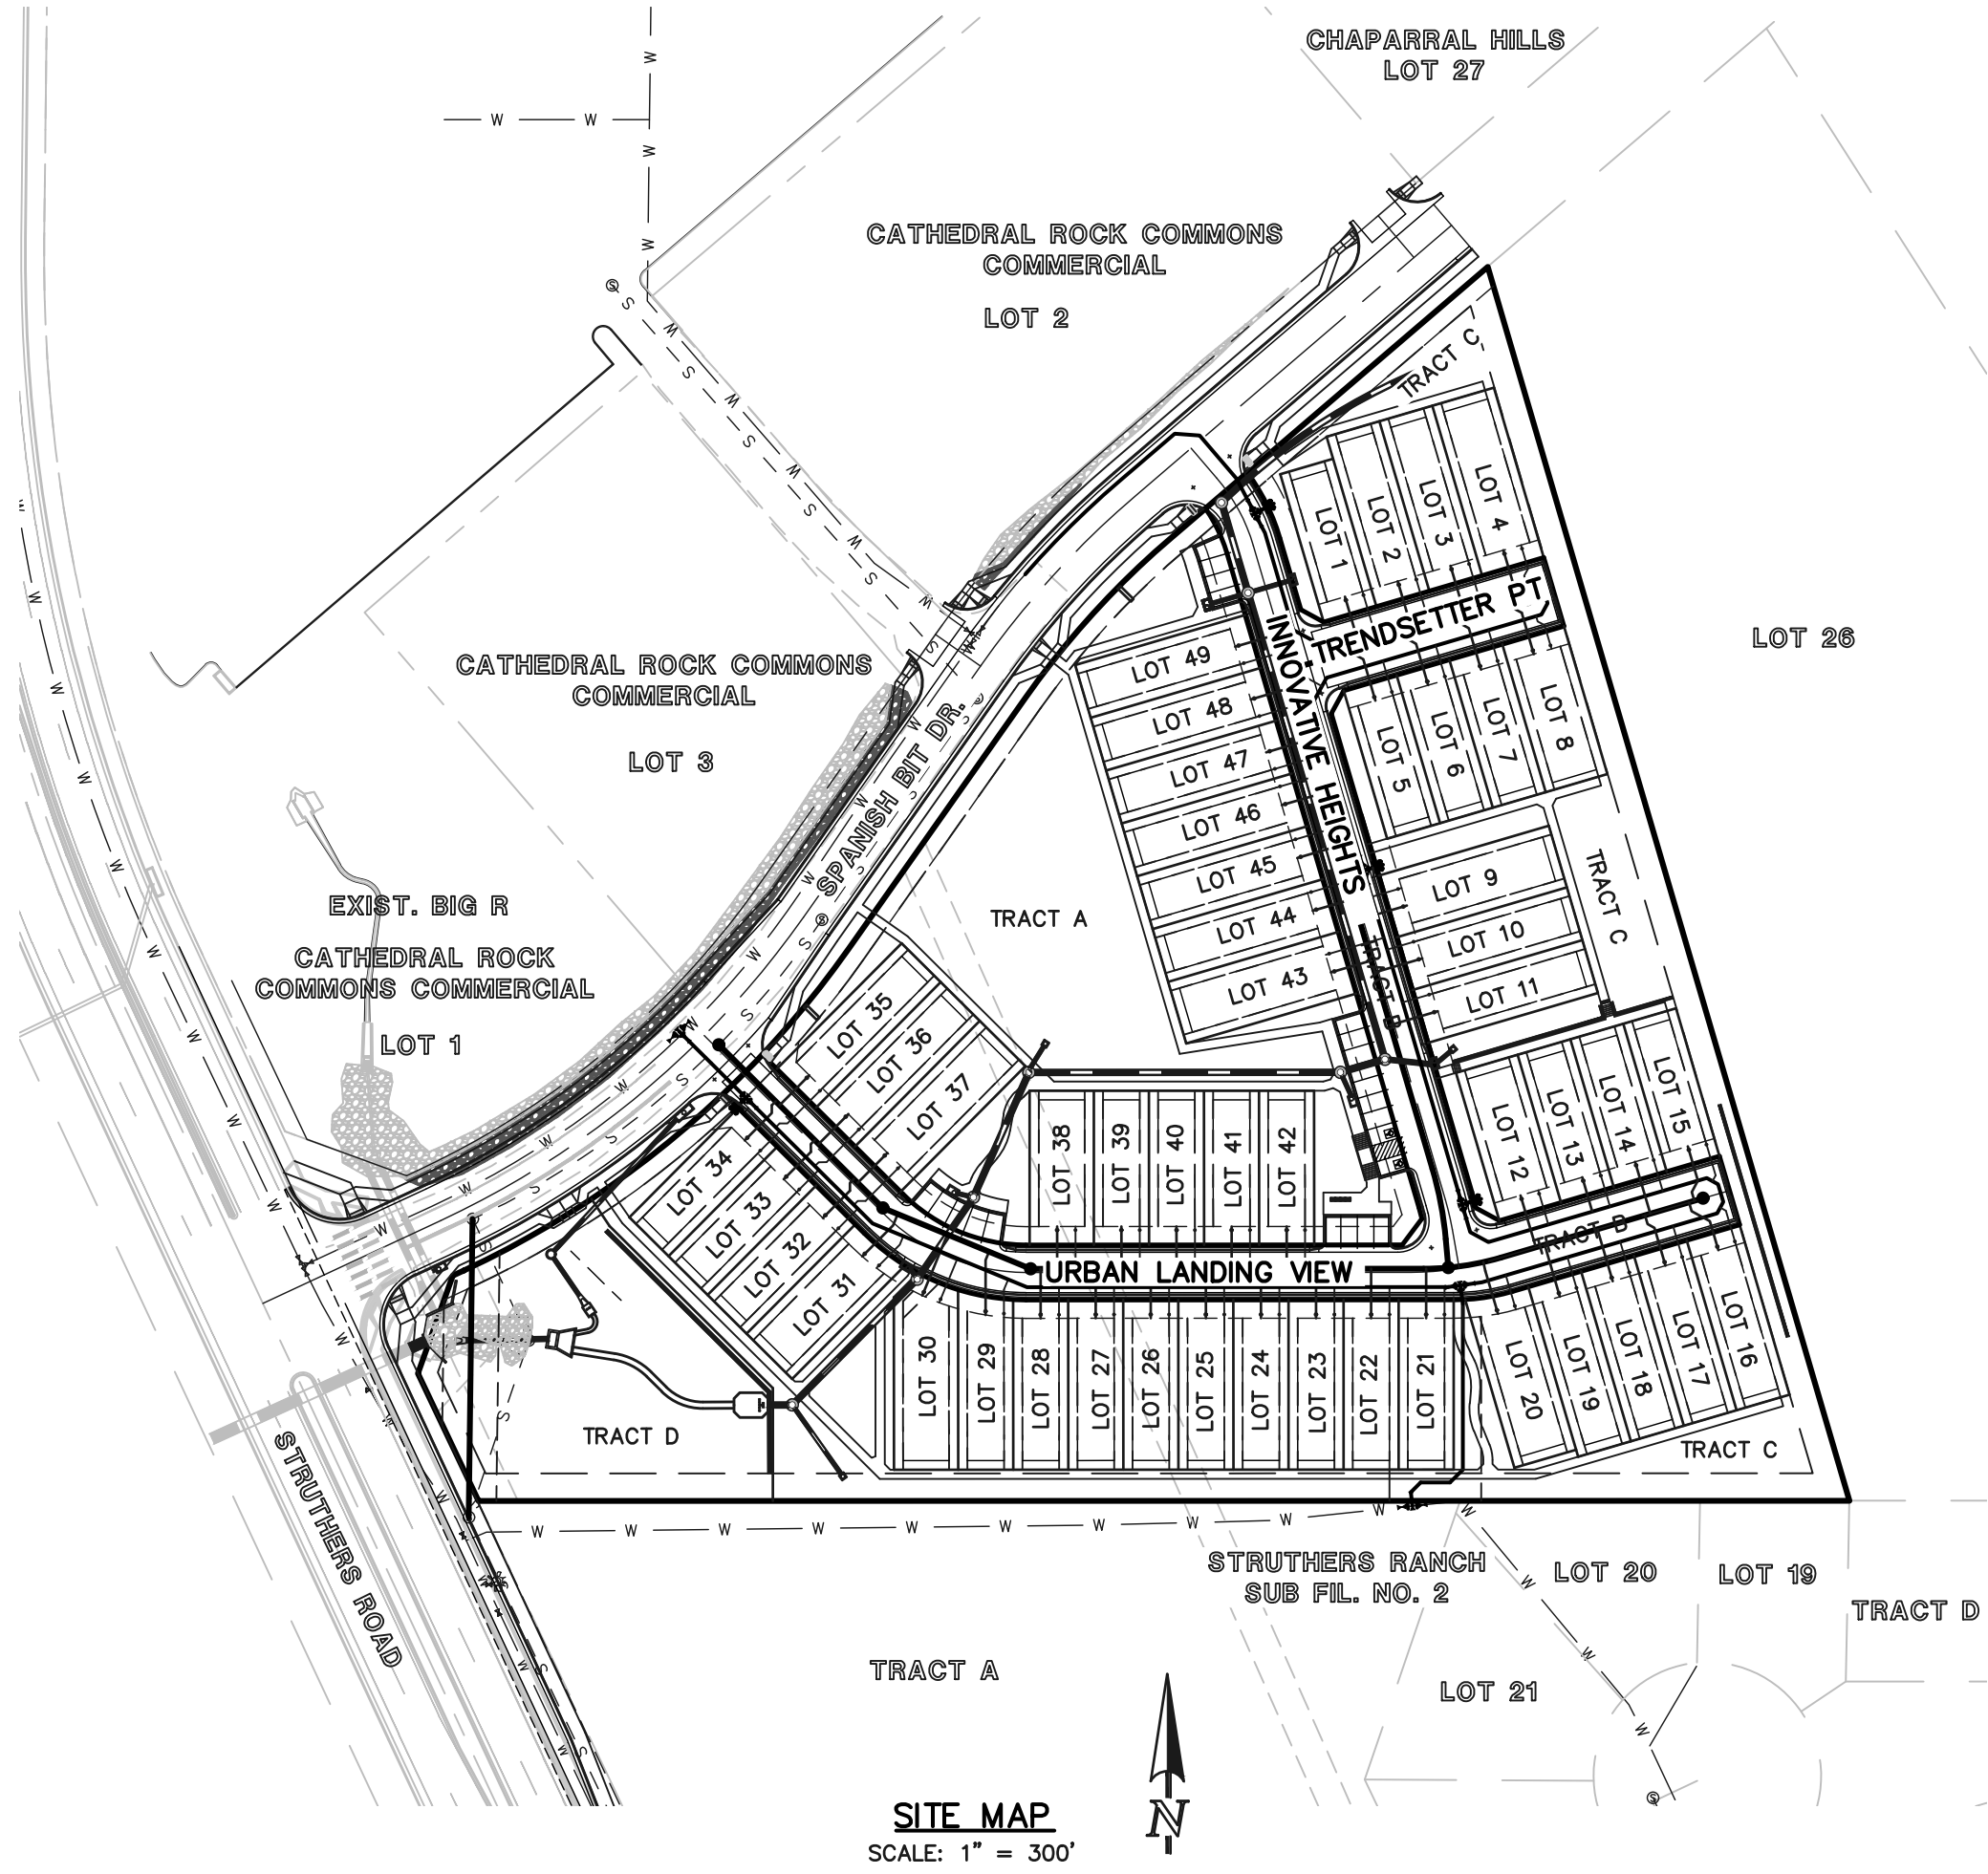 CHAPARRAL HILLS
LOT 27
CATHEDRAL ROCK COMMONS
COMMERCIAL
LOT 2
TRACT C
LOT 1
LOT 2
LOT 3
LOT 4
TRENDSETTER PT
INNOVATIVE HEIGHTS
LOT 26
CATHEDRAL ROCK COMMONS
COMMERCIAL
LOT 3
SPANISH BIT DR.
LOT 49
LOT 48
LOT 47
LOT 46
LOT 45
LOT 44
LOT 43
LOT 5
LOT 6
LOT 7
LOT 8
LOT 9
LOT 10
LOT 11
TRACT C
TRACT B
TRACT A
EXIST. BIG R
CATHEDRAL ROCK
COMMONS COMMERCIAL
LOT 1
LOT 35
LOT 36
LOT 37
LOT 38
LOT 39
LOT 40
LOT 41
LOT 42
LOT 12
LOT 13
LOT 14
LOT 15
LOT 34
LOT 33
LOT 32
LOT 31
URBAN LANDING VIEW
TRACT B
LOT 30
LOT 29
LOT 28
LOT 27
LOT 26
LOT 25
LOT 24
LOT 23
LOT 22
LOT 21
LOT 20
LOT 19
LOT 18
LOT 17
LOT 16
TRACT D
TRACT C
STRUTHERS ROAD
STRUTHERS RANCH
SUB FIL. NO. 2
LOT 20
LOT 19
TRACT D
TRACT A
LOT 21
N
SITE MAP
SCALE: 1" = 300'